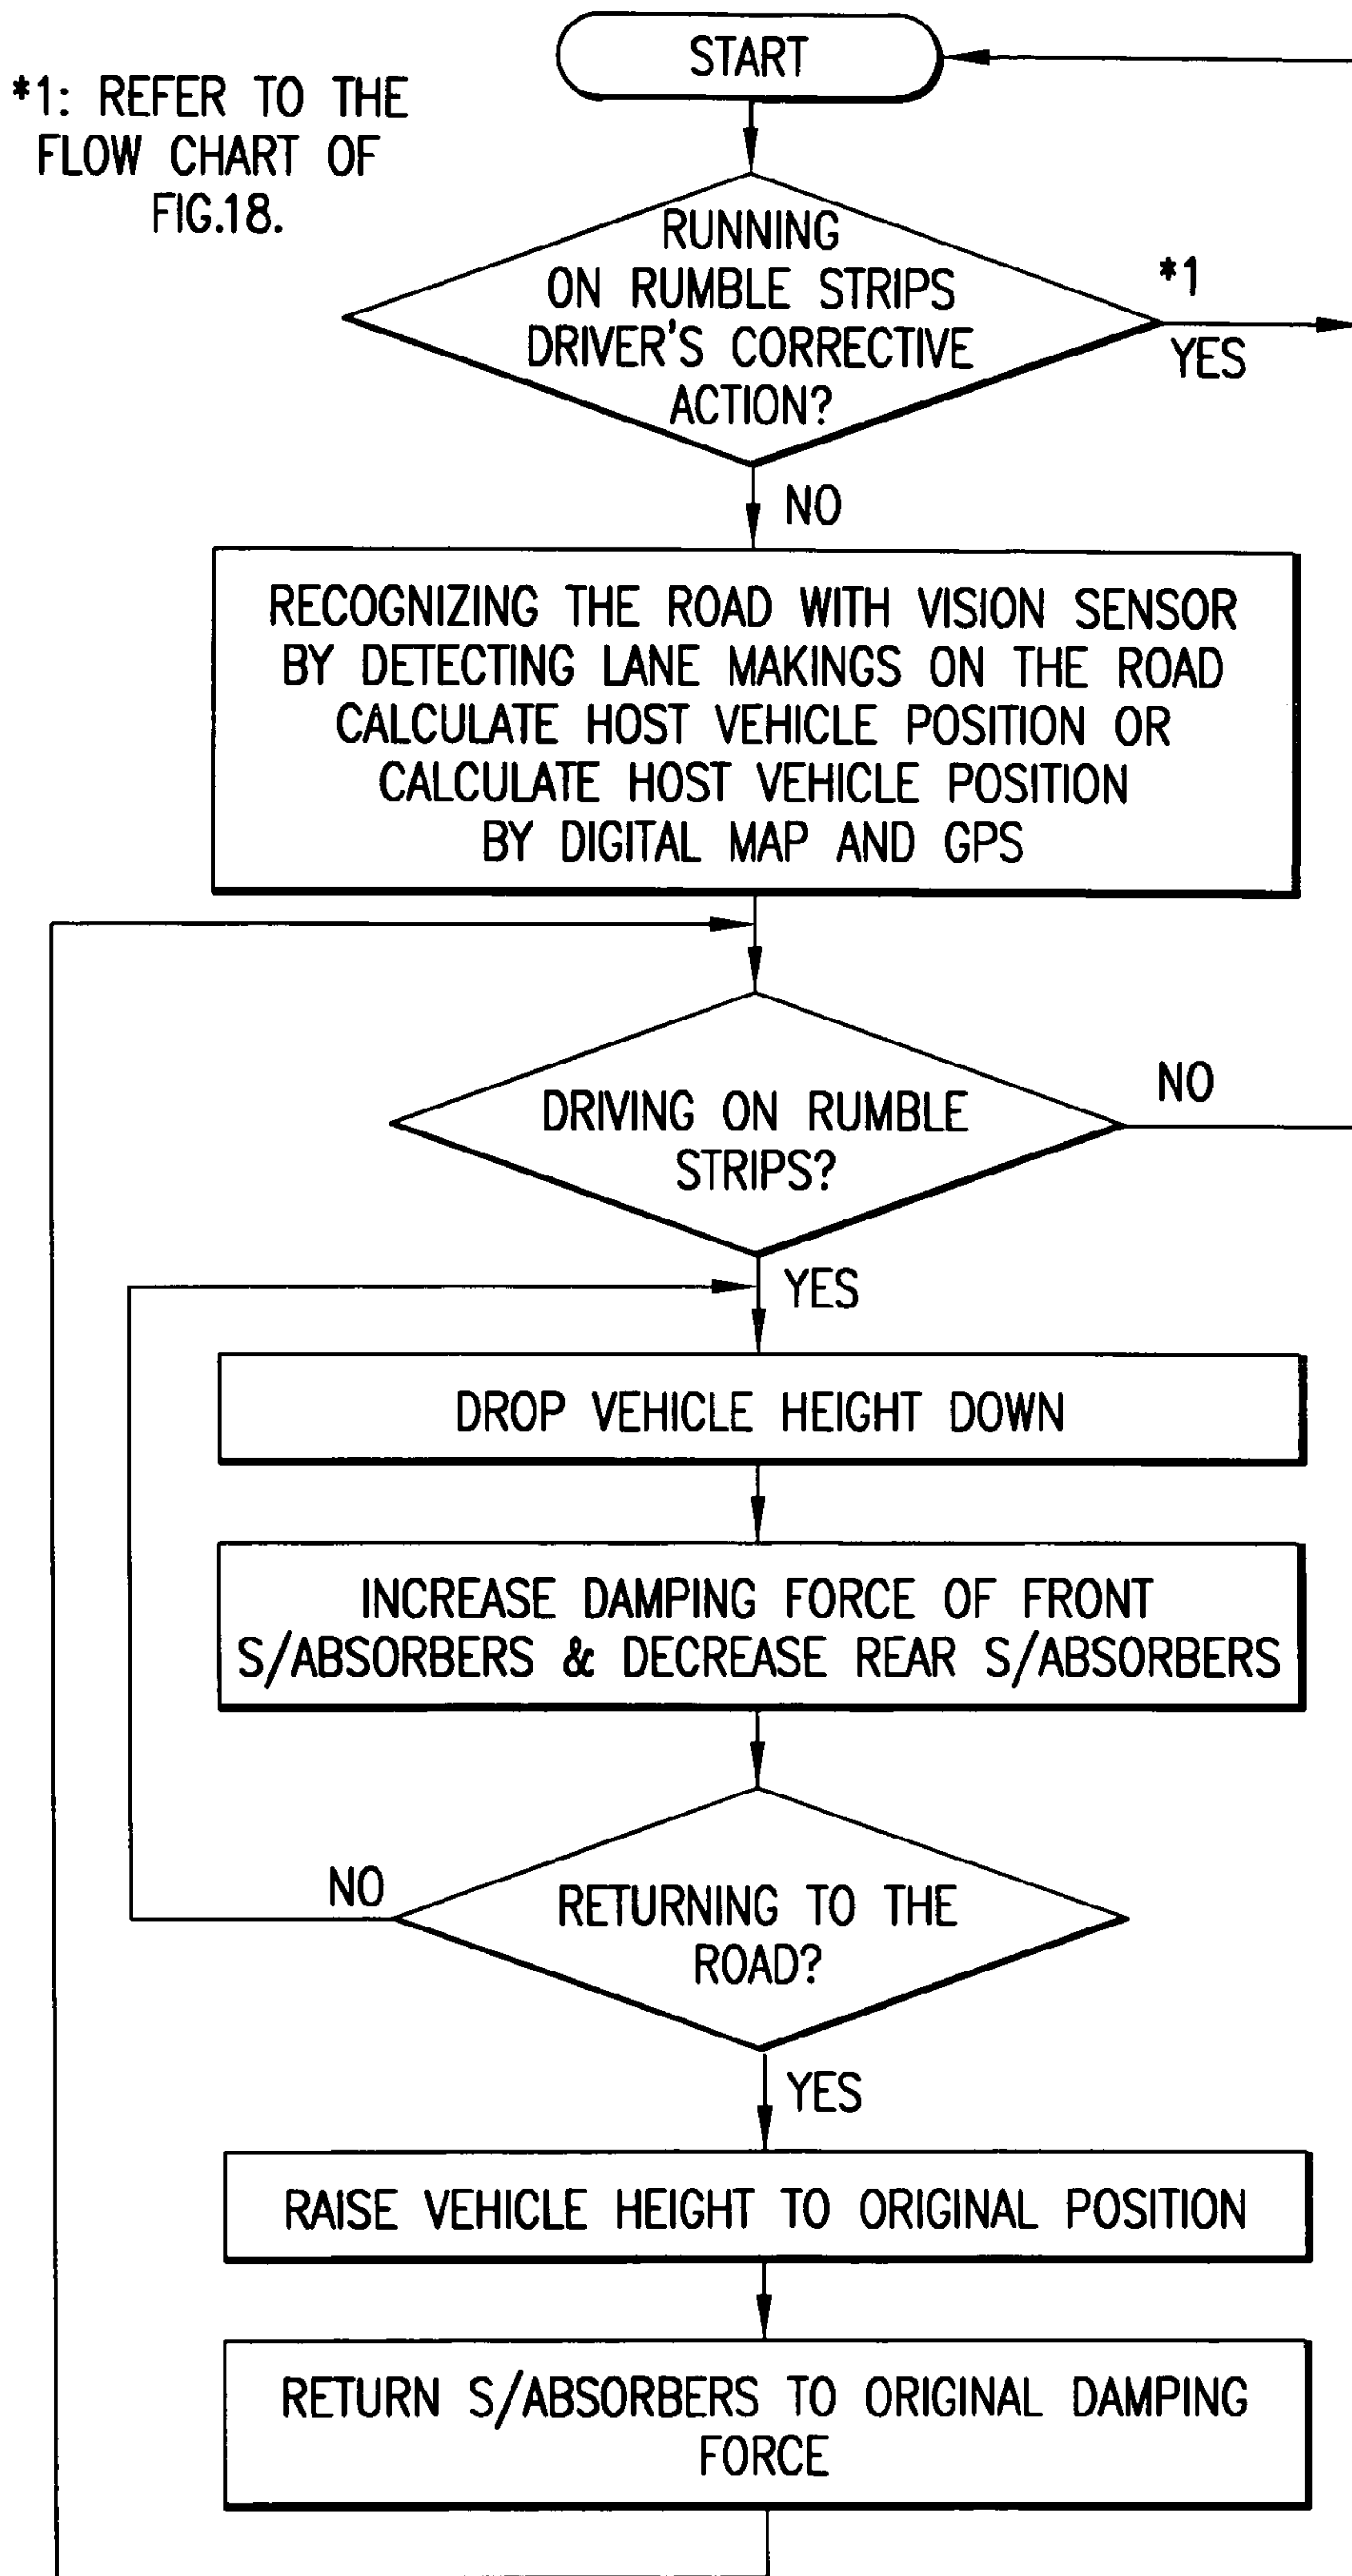 START
*1: REFER TO THE
FLOW CHART OF
FIG.18.
RUNNING
ON RUMBLE STRIPS
DRIVER'S CORRECTIVE
ACTION?
*1
YES
NO
RECOGNIZING THE ROAD WITH VISION SENSOR
BY DETECTING LANE MAKINGS ON THE ROAD
CALCULATE HOST VEHICLE POSITION OR
CALCULATE HOST VEHICLE POSITION
BY DIGITAL MAP AND GPS
DRIVING ON RUMBLE
STRIPS?
NO
YES
DROP VEHICLE HEIGHT DOWN
INCREASE DAMPING FORCE OF FRONT
S/ABSORBERS & DECREASE REAR S/ABSORBERS
RETURNING TO THE
ROAD?
NO
YES
RAISE VEHICLE HEIGHT TO ORIGINAL POSITION
RETURN S/ABSORBERS TO ORIGINAL DAMPING
FORCE